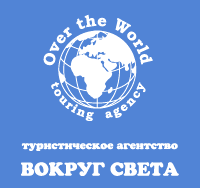 Over the World
touring agency
туристическое агентство
ВОКРУГ СВЕТА